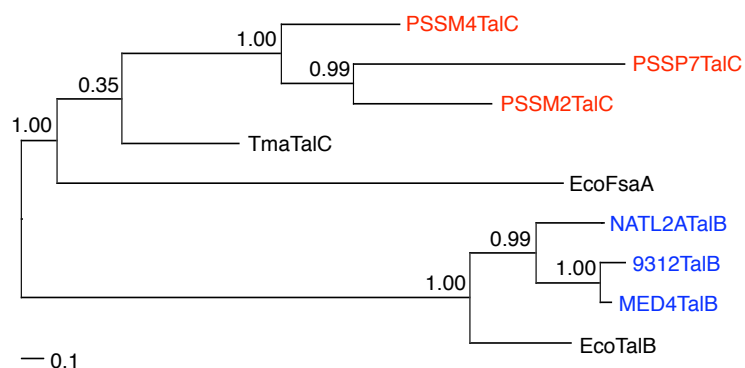 PSSM4TalC
1.00
PSSP7TalC
0.99
PSSM2TalC
0.35
1.00
TmaTalC
EcoFsaA
NATL2ATalB
0.99
9312TalB
1.00
1.00
MED4TalB
EcoTalB
0.1